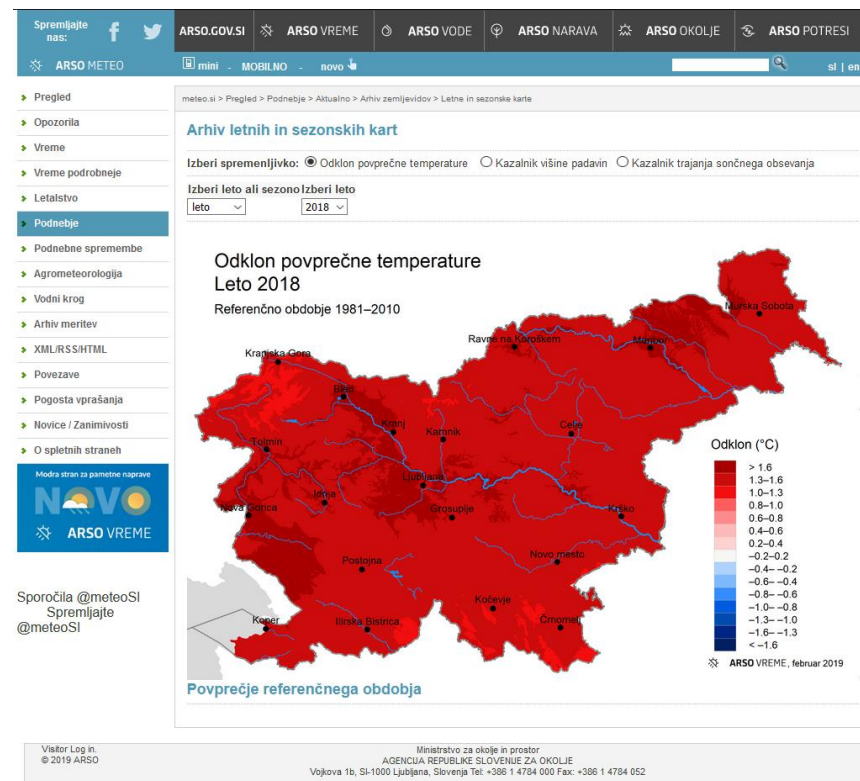 Spremljajte
nas:
ARSO.GOV.SI ARSO VREME ARSO VODE ARSO NARAVA ARSO OKOLJE ARSO POTRESI
ARSO METEO
mini - MOBILNO - novo
sl | en
Pregled
Opozorila
Vreme
Vreme podrobneje
Letalstvo
Podnebje
Podnebne spremembe
Agrometeorologija
Vodni krog
Arhiv meritev
XML/RSS/HTML
Povezave
Pogosta vprašanja
Novice / Zanimivosti
O spletnih straneh
Modra stran za pametne naprave
NOVO
ARSO VREME
Sporočila @meteoSI
Spremljajte
@meteoSI
meteo.si > Pregled > Podnebje > Aktualno > Arhiv zemljevidov > Letne in sezonske karte
Arhiv letnih in sezonskih kart
Izberi spremenljivko: Odklon povprečne temperature Kazalnik višine padavin Kazalnik trajanja sončnega obsevanja
Izberi leto ali sezono Izberi leto
leto 2018
Odklon povprečne temperature
Leto 2018
Referenčno obdobje 1981–2010
Murska Sobota
Ravne na Koroškem
Maribor
Kranjska Gora
Bled
Kranj
Kamnik
Celje
Tolmin
Ljubljana
Idrija
Nova Gorica
Grosuplje
Krško
Postojna
Novo mesto
Kočevje
Koper
Ilirska Bistrica
Črnomelj
Odklon (°C)
> 1.6
1.3–1.6
1.0–1.3
0.8–1.0
0.6–0.8
0.4–0.6
0.2–0.4
–0.2–0.2
–0.4– –0.2
–0.6– –0.4
–0.8– –0.6
–1.0– –0.8
–1.3– –1.0
–1.6– –1.3
< –1.6
ARSO VREME, februar 2019
Povprečje referenčnega obdobja
Visitor Log in.
© 2019 ARSO
Ministrstvo za okolje in prostor
AGENCIJA REPUBLIKE SLOVENIJE ZA OKOLJE
Vojkova 1b, SI-1000 Ljubljana, Slovenija Tel: +386 1 4784 000 Fax: +386 1 4784 052